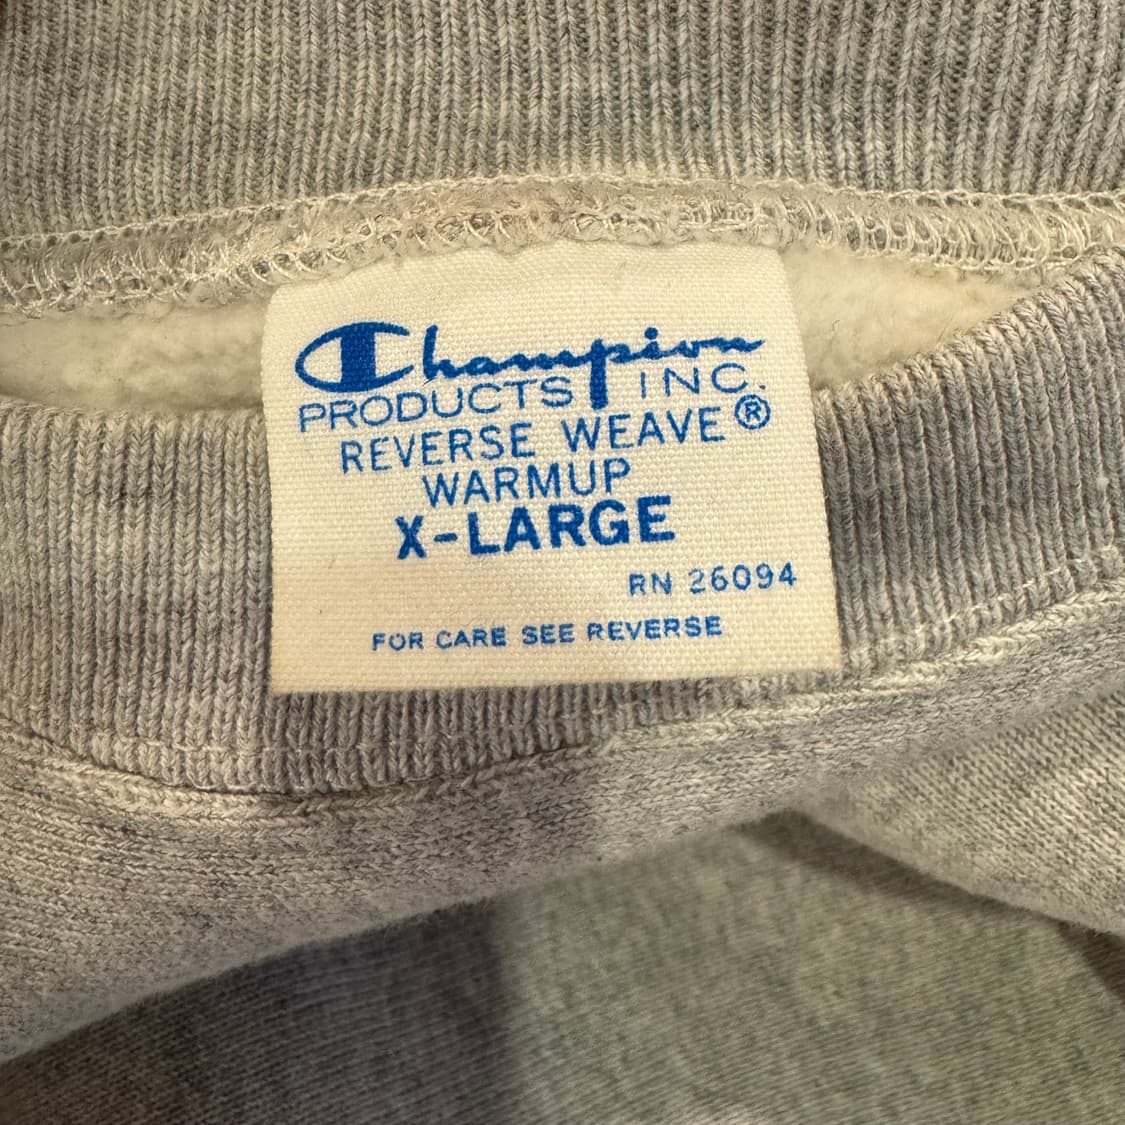 Champion
PRODUCTS INC.
REVERSE WEAVE®
WARMUP
X-LARGE
RN 26094
FOR CARE SEE REVERSE